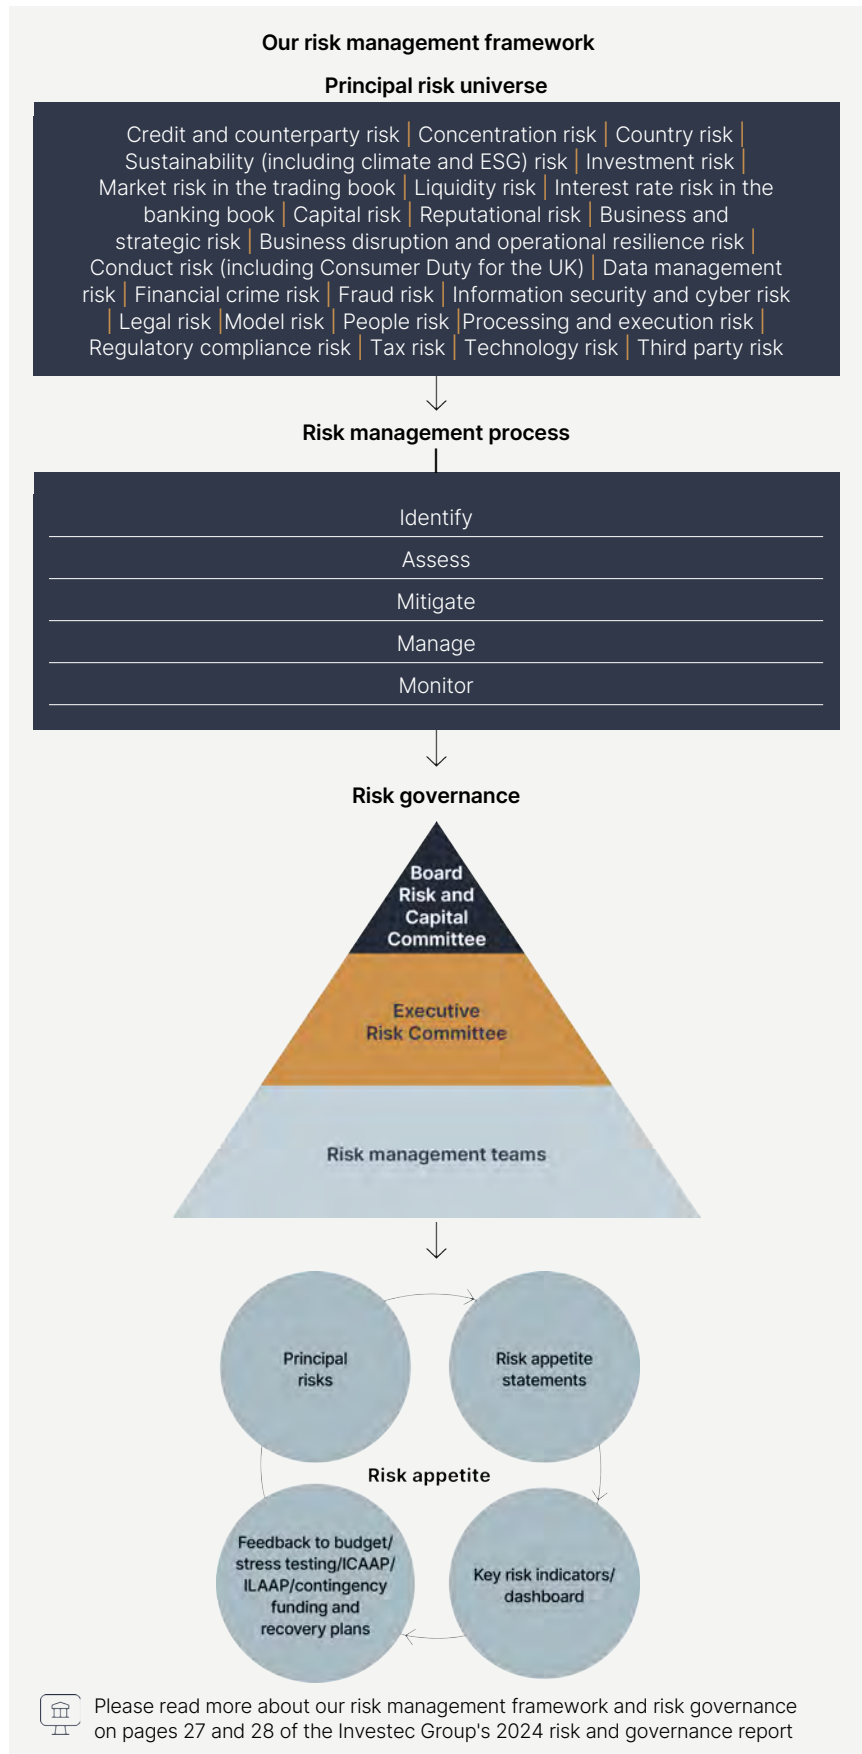 Our risk management framework
Principal risk universe
Credit and counterparty risk | Concentration risk | Country risk |
Sustainability (including climate and ESG) risk | Investment risk |
Market risk in the trading book | Liquidity risk | Interest rate risk in the
banking book | Capital risk | Reputational risk | Business and
strategic risk | Business disruption and operational resilience risk |
Conduct risk (including Consumer Duty for the UK) | Data management
risk | Financial crime risk | Fraud risk | Information security and cyber risk
| Legal risk |Model risk | People risk |Processing and execution risk |
Regulatory compliance risk | Tax risk | Technology risk | Third party risk
Risk management process
Identify
Assess
Mitigate
Manage
Monitor
Risk governance
Board
Risk and
Capital
Committee
Executive
Risk Committee
Risk management teams
Principal
risks
Risk appetite
statements
Risk appetite
Feedback to budget/
stress testing/ICAAP/
ILAAP/contingency
funding and
recovery plans
Key risk indicators/
dashboard
Please read more about our risk management framework and risk governance
on pages 27 and 28 of the Investec Group's 2024 risk and governance report